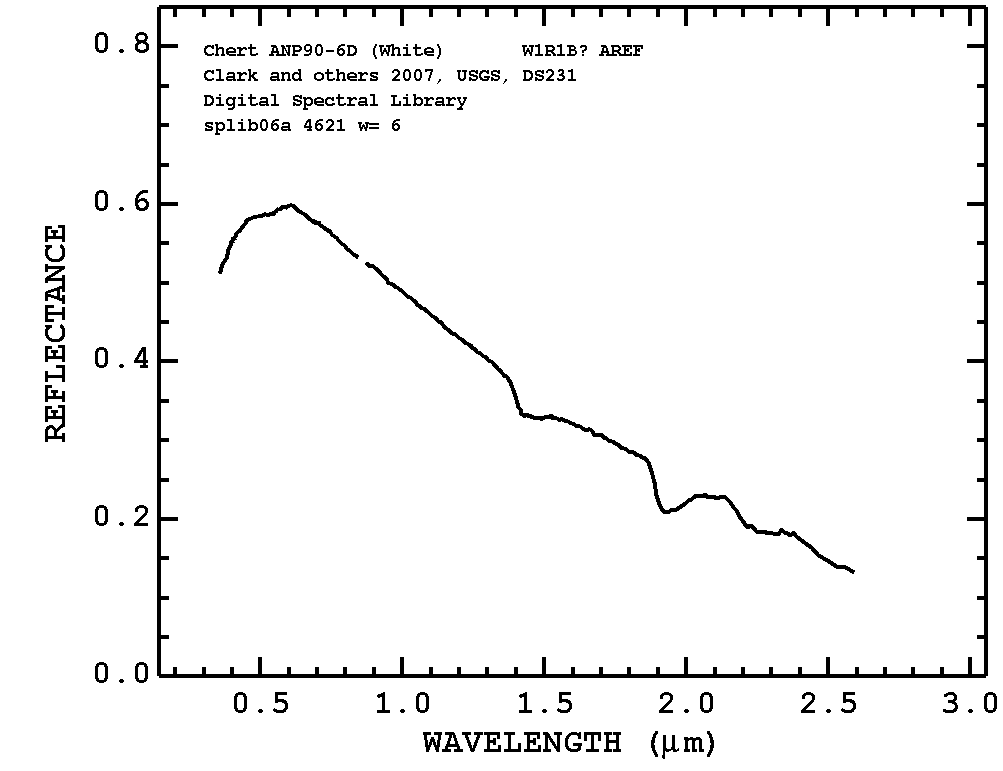 0.8
0.6
0.4
0.2
0.0
REFLECTANCE
Chert ANP90-6D (White) W1R1B? AREF
Clark and others 2007, USGS, DS231
Digital Spectral Library
splib06a 4621 w= 6
0.5 1.0 1.5 2.0 2.5 3.0
WAVELENGTH (μm)